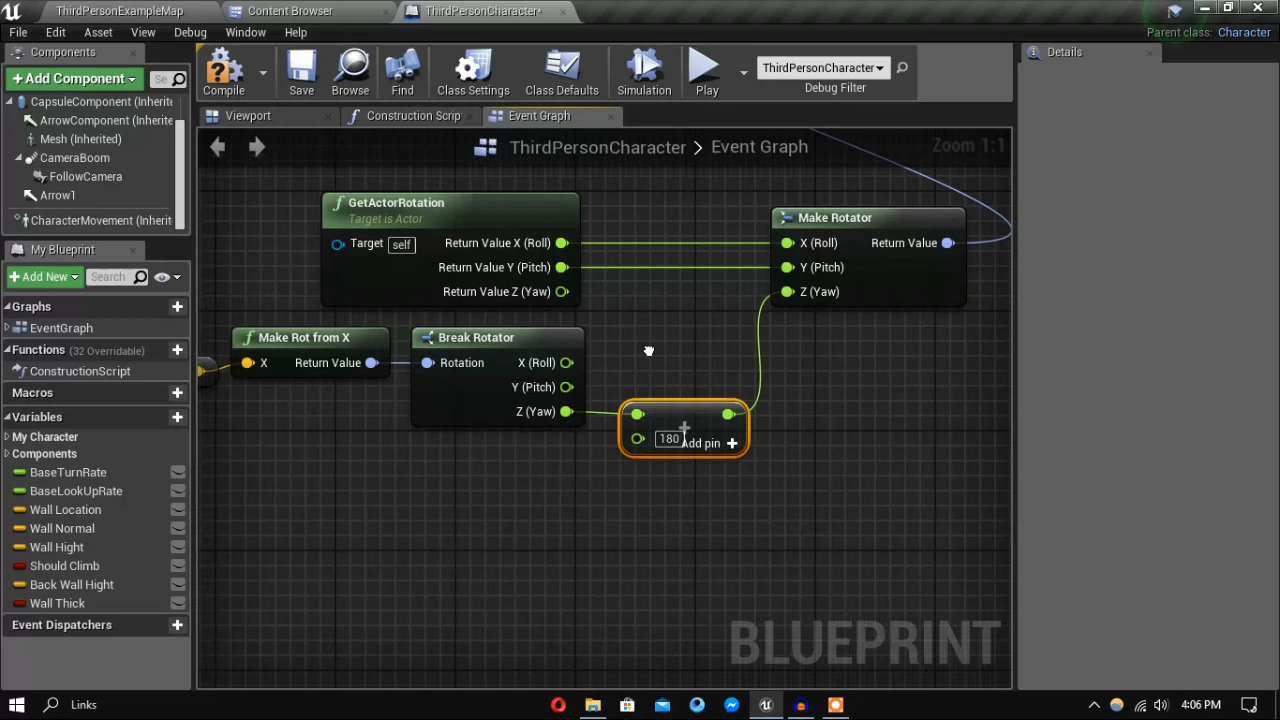 ThirdPersonExampleMap
Content Browser
ThirdPersonCharacter•
File Edit Asset View Debug Window Help
Parent class: Character
Components
+Add Component
Se
CapsuleComponent (Inherite
ArrowComponent (Inherite
Mesh (Inherited)
CameraBoom
FollowCamera
Arrow1
CharacterMovement (Inherit
My Blueprint
+Add New
Search
Graphs
EventGraph
Functions (32 Overridable)
ConstructionScript
Macros
Variables
My Character
Components
BaseTurnRate
BaseLookUpRate
Wall Location
Wall Normal
Wall Hight
Should Climb
Back Wall Hight
Wall Thick
Event Dispatchers
Compile
Save
Browse
Find
Class Settings
Class Defaults
Simulation
Play
ThirdPersonCharacter
Debug Filter
Viewport
Construction Scrip
Event Graph
ThirdPersonCharacter > Event Graph
Zoom 1:1
GetActorRotation
Target is Actor
Target self
Return Value X (Roll)
Return Value Y (Pitch)
Return Value Z (Yaw)
Make Rotator
X (Roll) Return Value
Y (Pitch)
Z (Yaw)
Make Rot from X
X Return Value
Break Rotator
Rotation X (Roll)
Y (Pitch)
Z (Yaw)
180
Add pin +
BLUEPRINT
Details
Links
4:06 PM